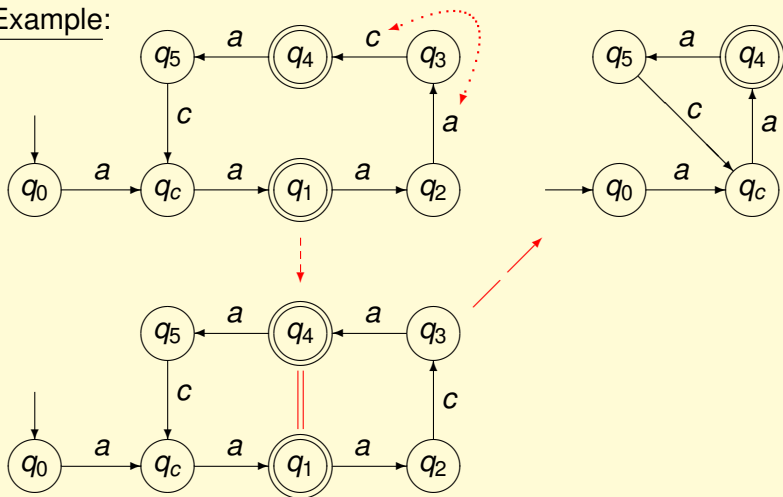 Example:
q5 a q4 c q3 q5 a q4
c a c a
q0 a qc a q1 a q2 q0 a qc
q5 a q4 a q3
c c
q0 a qc a q1 a q2